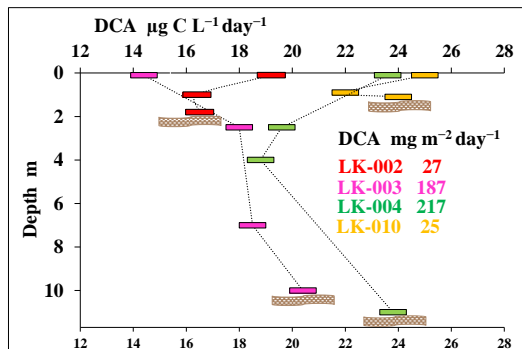 DCA µg C L⁻¹ day⁻¹
12 14 16 18 20 22 24 26 28
0
2
4
6
8
10
Depth m
DCA mg m⁻² day⁻¹
LK-002 27
LK-003 187
LK-004 217
LK-010 25
12 14 16 18 20 22 24 26 28